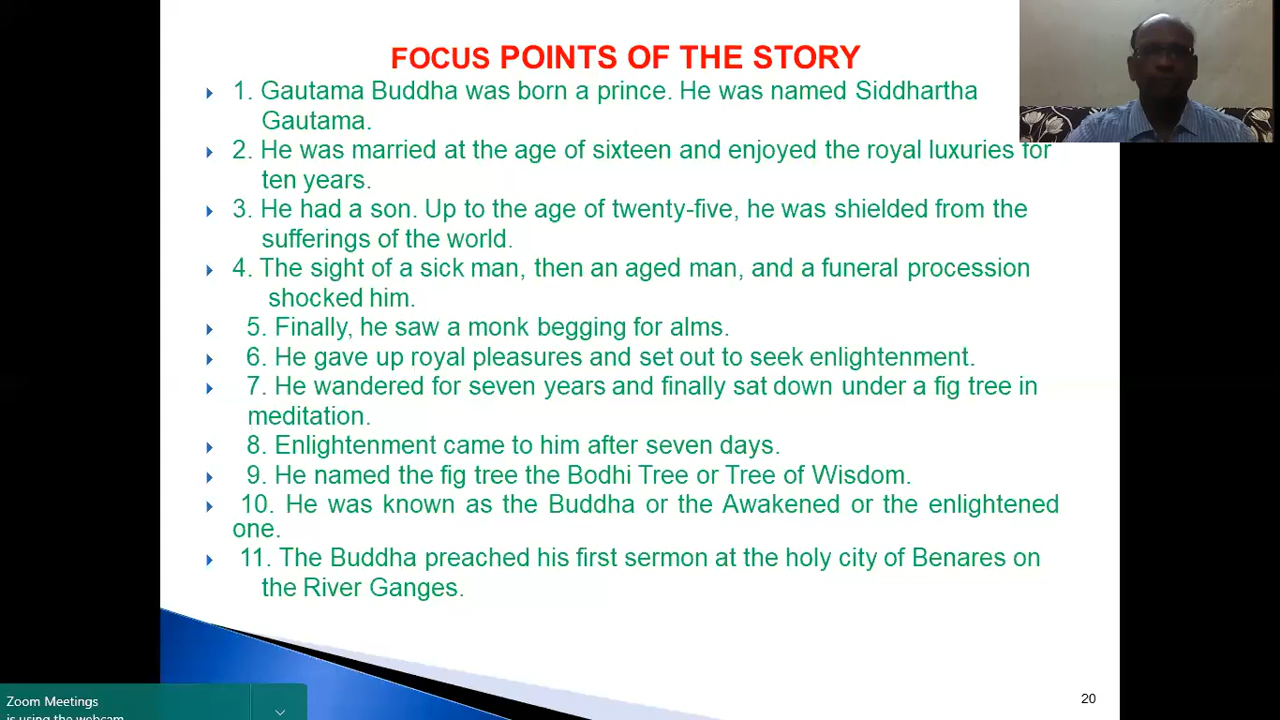 FOCUS POINTS OF THE STORY
1. Gautama Buddha was born a prince. He was named Siddhartha
Gautama.
2. He was married at the age of sixteen and enjoyed the royal luxuries for
ten years.
3. He had a son. Up to the age of twenty-five, he was shielded from the
sufferings of the world.
4. The sight of a sick man, then an aged man, and a funeral procession
shocked him.
5. Finally, he saw a monk begging for alms.
6. He gave up royal pleasures and set out to seek enlightenment.
7. He wandered for seven years and finally sat down under a fig tree in
meditation.
8. Enlightenment came to him after seven days.
9. He named the fig tree the Bodhi Tree or Tree of Wisdom.
10. He was known as the Buddha or the Awakened or the enlightened
one.
11. The Buddha preached his first sermon at the holy city of Benares on
the River Ganges.
20
Zoom Meetings
is using the webcam